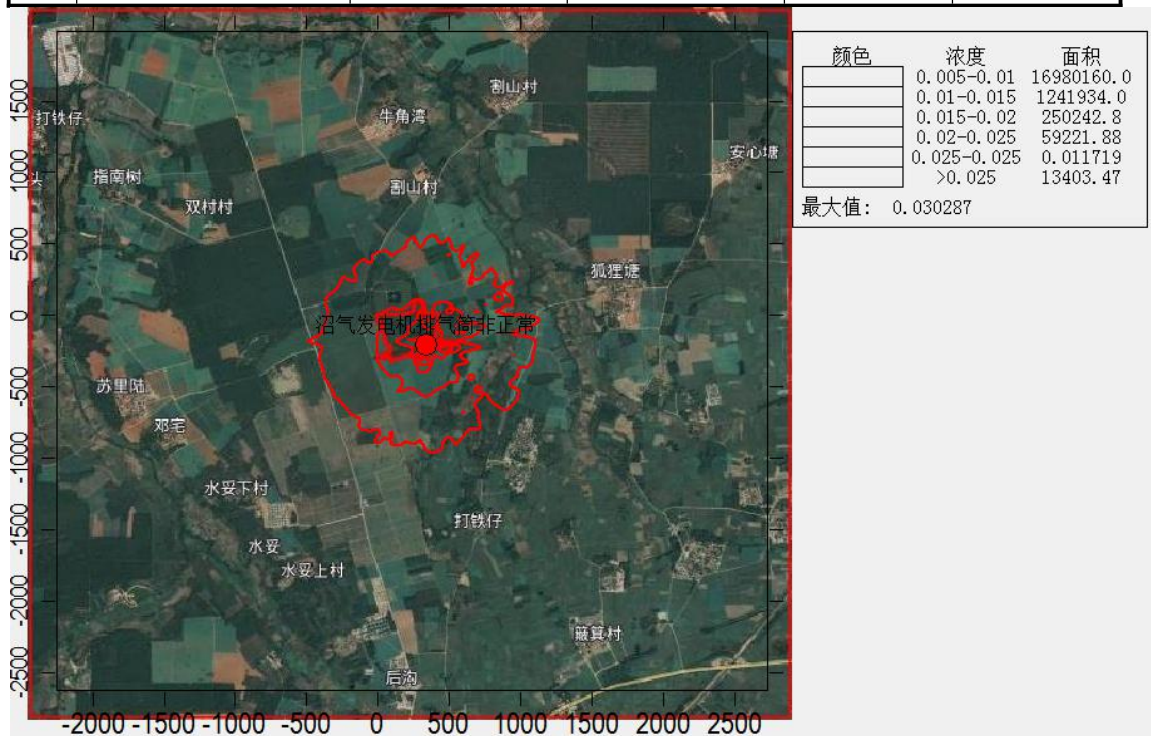 颜色 浓度 面积
0.005-0.01 16980160.0
0.01-0.015 1241934.0
0.015-0.02 250242.8
0.02-0.025 59221.88
0.025-0.025 0.011719
>0.025 13403.47
最大值: 0.030287
割山村
牛角湾
打铁仔
安心塘
指南树
头
割山村
双村村
狐狸塘
沼气发电机排气筒非正常
苏里陆
邓宅
水妥下村
打铁仔
水妥
水妥上村
簸箕村
后沟
1500
1000
500
0
-500
-1000
-1500
-2000
-2500
-2000 -1500 -1000 -500 0 500 1000 1500 2000 2500